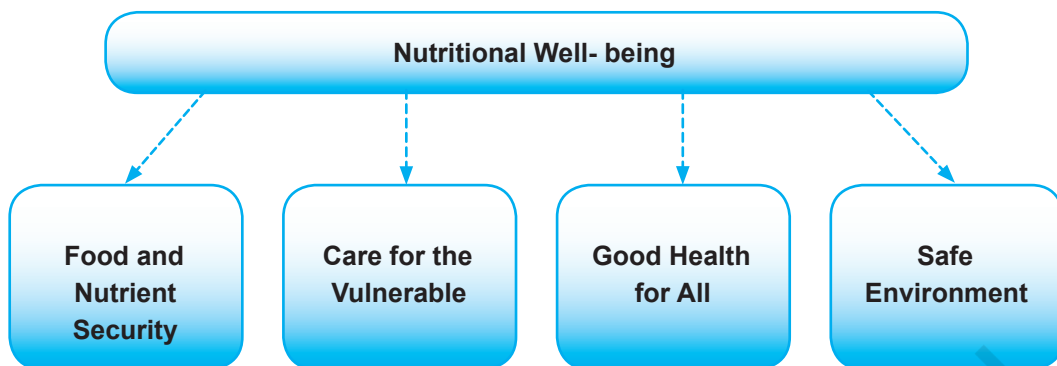 Nutritional Well- being
Food and
Nutrient
Security
Care for the
Vulnerable
Good Health
for All
Safe
Environment